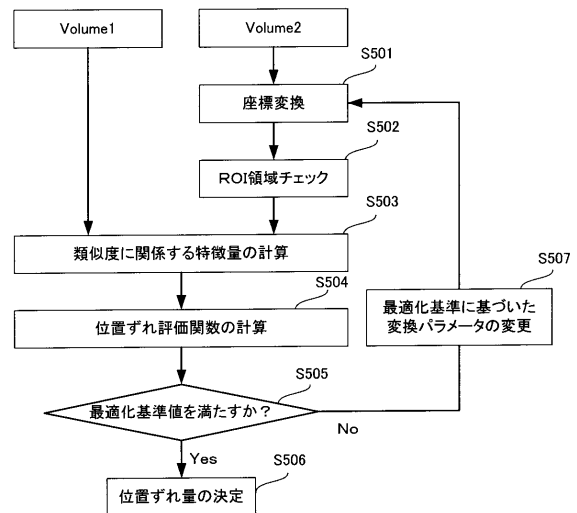 Volume1
Volume2
S501
座標変換
S502
ROI領域チェック
S503
類似度に関係する特徴量の計算
S504
位置ずれ評価関数の計算
S507
最適化基準に基づいた
変換パラメータの変更
S505
最適化基準値を満たすか？
No
Yes
S506
位置ずれ量の決定